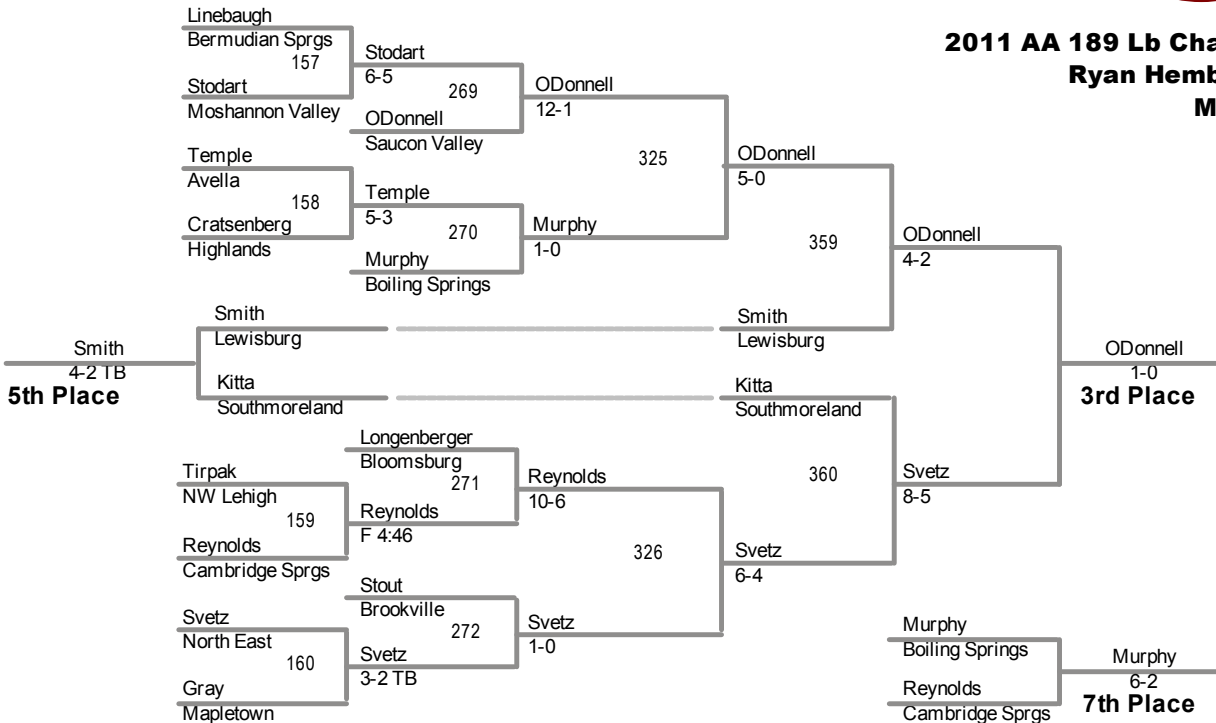 2011 AA 189 Lb Cha
Ryan Hemb
M
Linebaugh
Bermudian Sprgs
157
Stodart
Moshannon Valley
Stodart
6-5
269
ODonnell
Saucon Valley
ODonnell
12-1
Temple
Avella
158
Cratsenberg
Highlands
Temple
5-3
270
Murphy
Boiling Springs
Murphy
1-0
325
ODonnell
5-0
359
Smith
Lewisburg
Smith
Lewisburg
ODonnell
4-2
Smith
4-2 TB
5th Place
Kitta
Southmoreland
Kitta
Southmoreland
ODonnell
1-0
3rd Place
Longenberger
Bloomsburg
271
Tirpak
NW Lehigh
159
Reynolds
Cambridge Sprgs
Reynolds
F 4:46
Reynolds
10-6
326
360
Svetz
8-5
Svetz
6-4
Stout
Brookville
272
Svetz
North East
160
Gray
Mapletown
Svetz
3-2 TB
Svetz
1-0
Murphy
Boiling Springs
Reynolds
Cambridge Sprgs
Murphy
6-2
7th Place